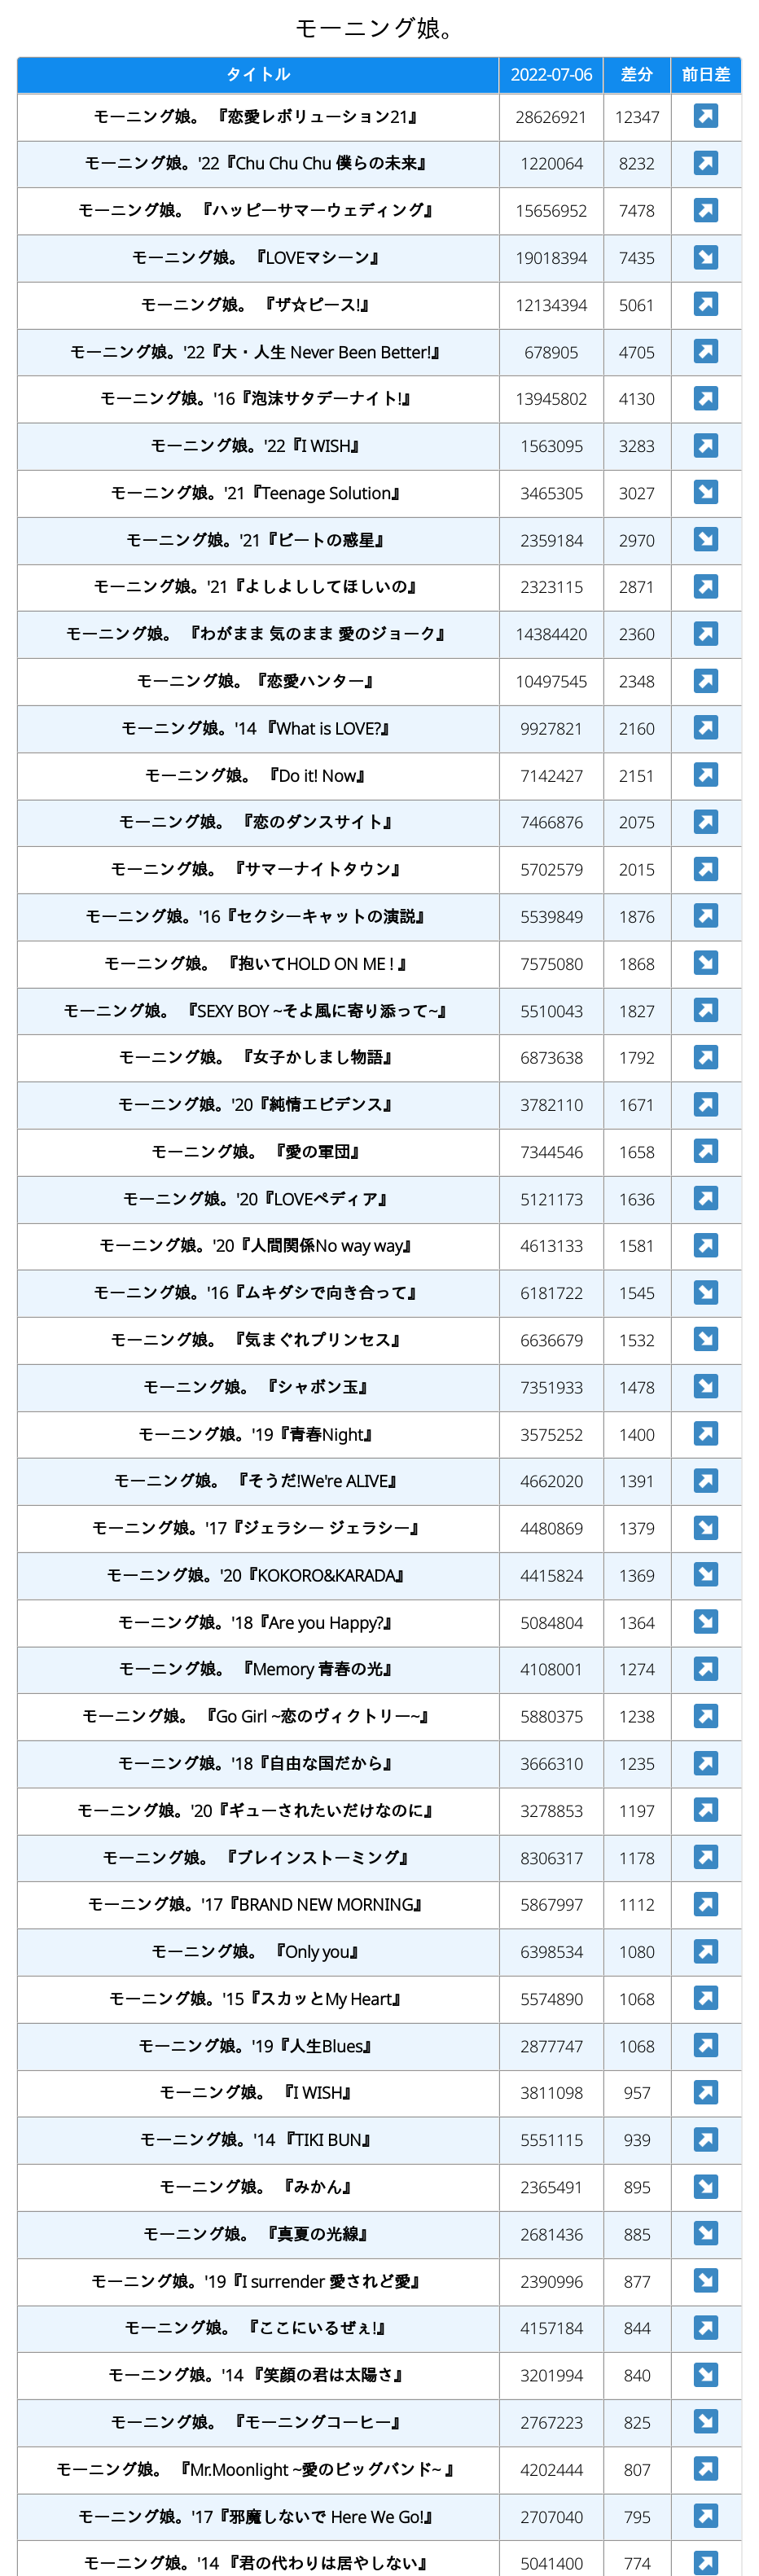 モーニング娘。
タイトル 2022-07-06 差分 前日差
モーニング娘。 『恋愛レボリューション21』 28626921 12347
モーニング娘。'22『Chu Chu Chu 僕らの未来』 1220064 8232
モーニング娘。 『ハッピーサマーウェディング』 15656952 7478
モーニング娘。 『LOVEマシーン』 19018394 7435
モーニング娘。 『ザ☆ピース!』 12134394 5061
モーニング娘。'22『大・人生 Never Been Better!』 678905 4705
モーニング娘。'16『泡沫サタデーナイト!』 13945802 4130
モーニング娘。'22『I WISH』 1563095 3283
モーニング娘。'21『Teenage Solution』 3465305 3027
モーニング娘。'21『ビートの惑星』 2359184 2970
モーニング娘。'21『よしよししてほしいの』 2323115 2871
モーニング娘。 『わがまま 気のまま 愛のジョーク』 14384420 2360
モーニング娘。『恋愛ハンター』 10497545 2348
モーニング娘。'14 『What is LOVE?』 9927821 2160
モーニング娘。 『Do it! Now』 7142427 2151
モーニング娘。 『恋のダンスサイト』 7466876 2075
モーニング娘。 『サマーナイトタウン』 5702579 2015
モーニング娘。'16『セクシーキャットの演説』 5539849 1876
モーニング娘。 『抱いてHOLD ON ME ! 』 7575080 1868
モーニング娘。 『SEXY BOY ~そよ風に寄り添って~』 5510043 1827
モーニング娘。 『女子かしまし物語』 6873638 1792
モーニング娘。'20『純情エビデンス』 3782110 1671
モーニング娘。 『愛の軍団』 7344546 1658
モーニング娘。'20『LOVEペディア』 5121173 1636
モーニング娘。'20『人間関係No way way』 4613133 1581
モーニング娘。'16『ムキダシで向き合って』 6181722 1545
モーニング娘。 『気まぐれプリンセス』 6636679 1532
モーニング娘。 『シャボン玉』 7351933 1478
モーニング娘。'19『青春Night』 3575252 1400
モーニング娘。 『そうだ!We're ALIVE』 4662020 1391
モーニング娘。'17『ジェラシー ジェラシー』 4480869 1379
モーニング娘。'20『KOKORO&KARADA』 4415824 1369
モーニング娘。'18『Are you Happy?』 5084804 1364
モーニング娘。 『Memory 青春の光』 4108001 1274
モーニング娘。 『Go Girl ~恋のヴィクトリー~』 5880375 1238
モーニング娘。'18『自由な国だから』 3666310 1235
モーニング娘。'20『ギューされたいだけなのに』 3278853 1197
モーニング娘。 『ブレインストーミング』 8306317 1178
モーニング娘。'17『BRAND NEW MORNING』 5867997 1112
モーニング娘。 『Only you』 6398534 1080
モーニング娘。'15『スカッとMy Heart』 5574890 1068
モーニング娘。'19『人生Blues』 2877747 1068
モーニング娘。 『I WISH』 3811098 957
モーニング娘。'14 『TIKI BUN』 5551115 939
モーニング娘。 『みかん』 2365491 895
モーニング娘。 『真夏の光線』 2681436 885
モーニング娘。'19『I surrender 愛されど愛』 2390996 877
モーニング娘。 『ここにいるぜぇ!』 4157184 844
モーニング娘。'14 『笑顔の君は太陽さ』 3201994 840
モーニング娘。 『モーニングコーヒー』 2767223 825
モーニング娘。 『Mr.Moonlight ~愛のビッグバンド~ 』 4202444 807
モーニング娘。'17『邪魔しないで Here We Go!』 2707040 795
モーニング娘。'14 『君の代わりは居やしない』 5041400 774